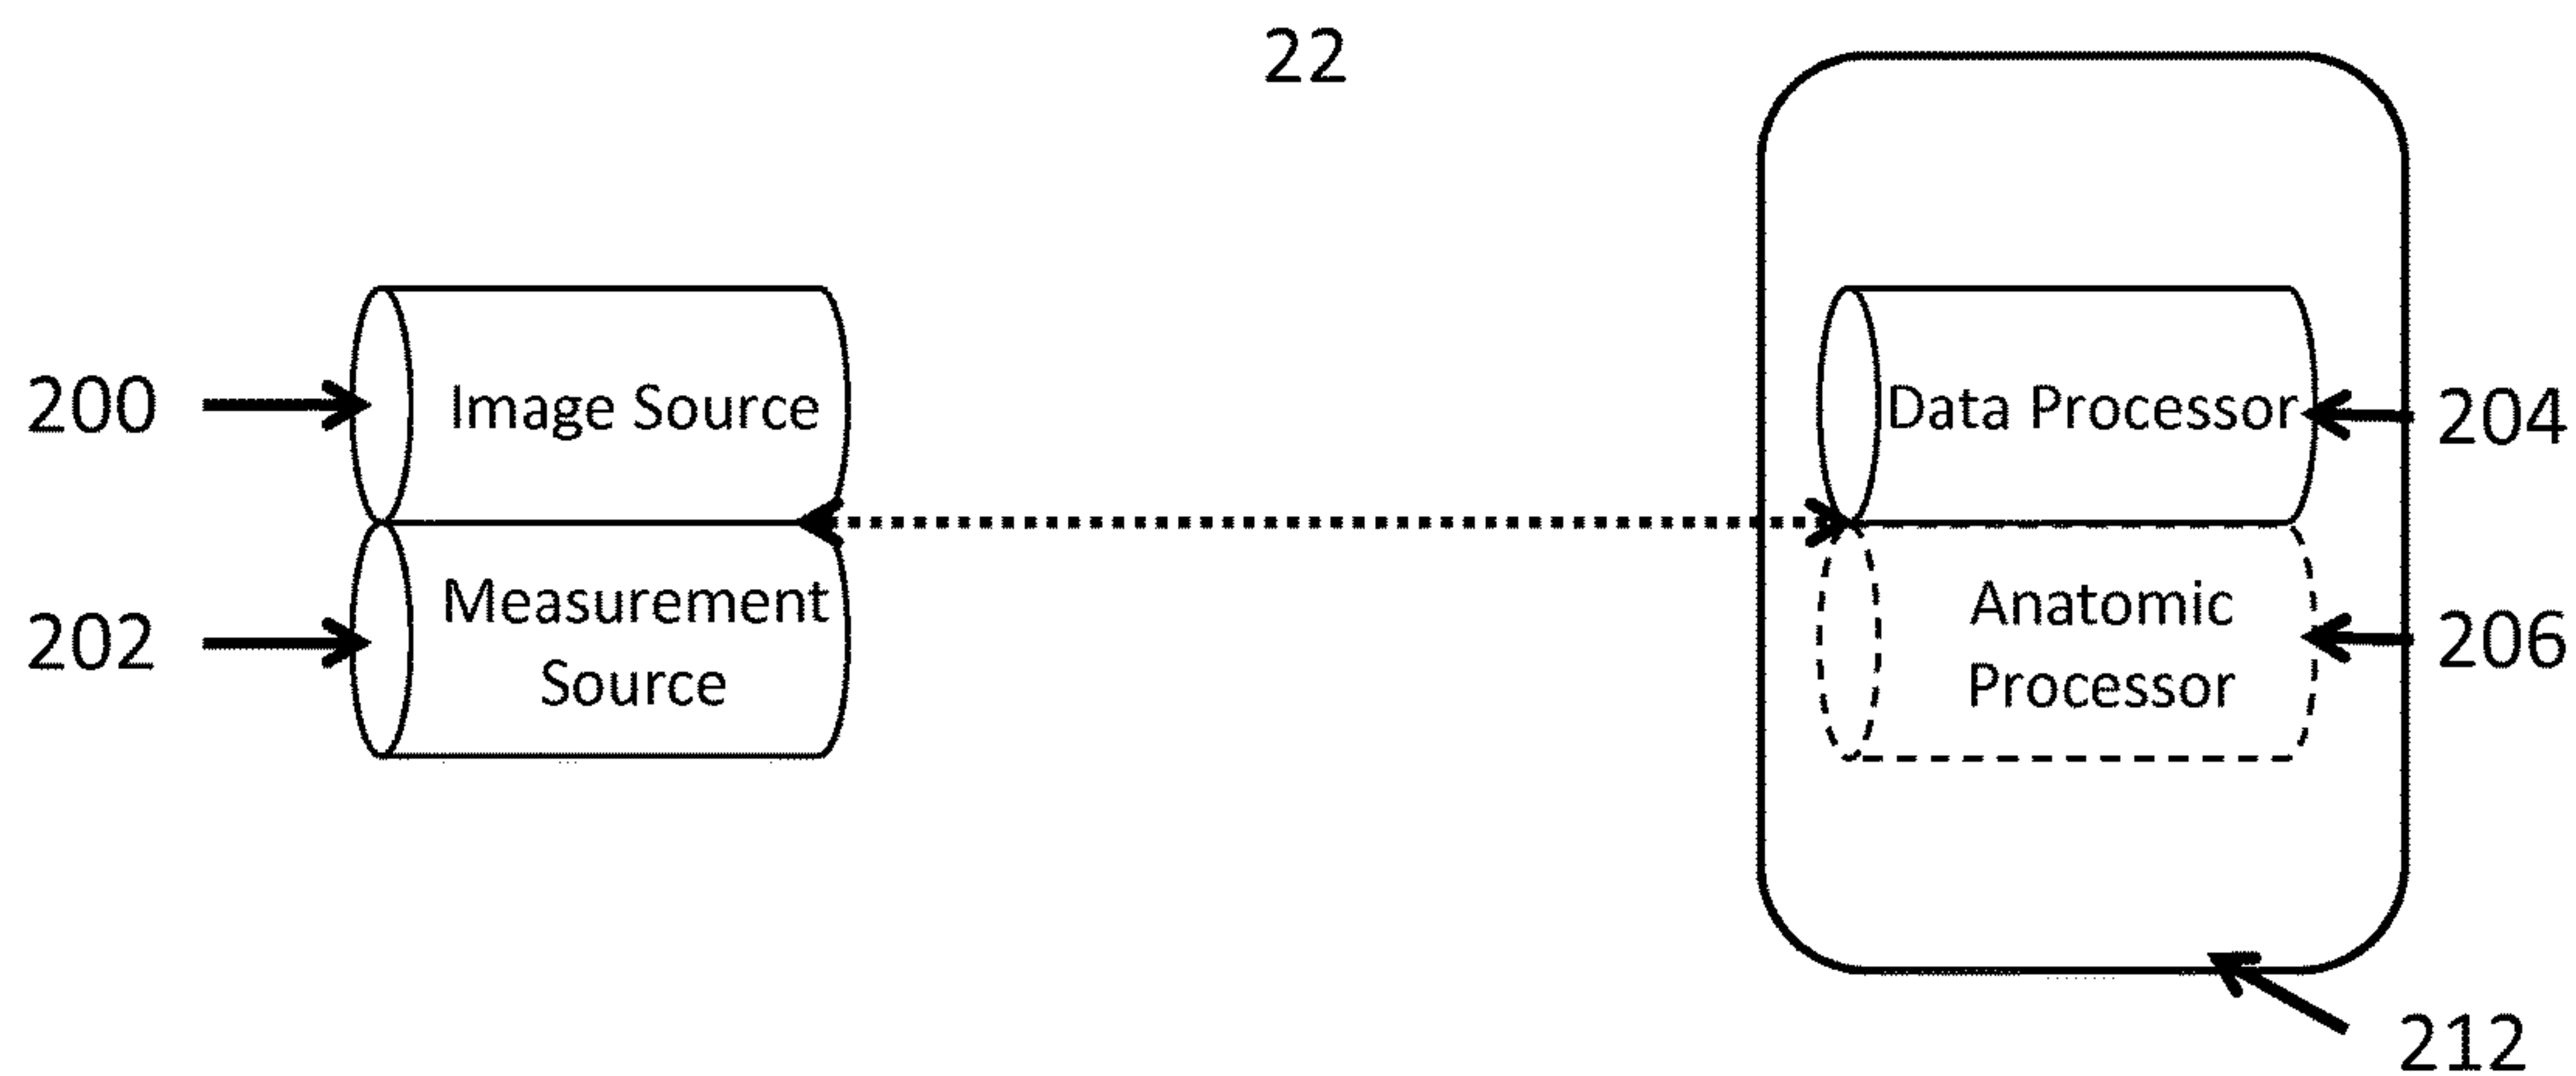 22
200
Image Source
Data Processor
204
202
Measurement
Source
Anatomic
Processor
206
212